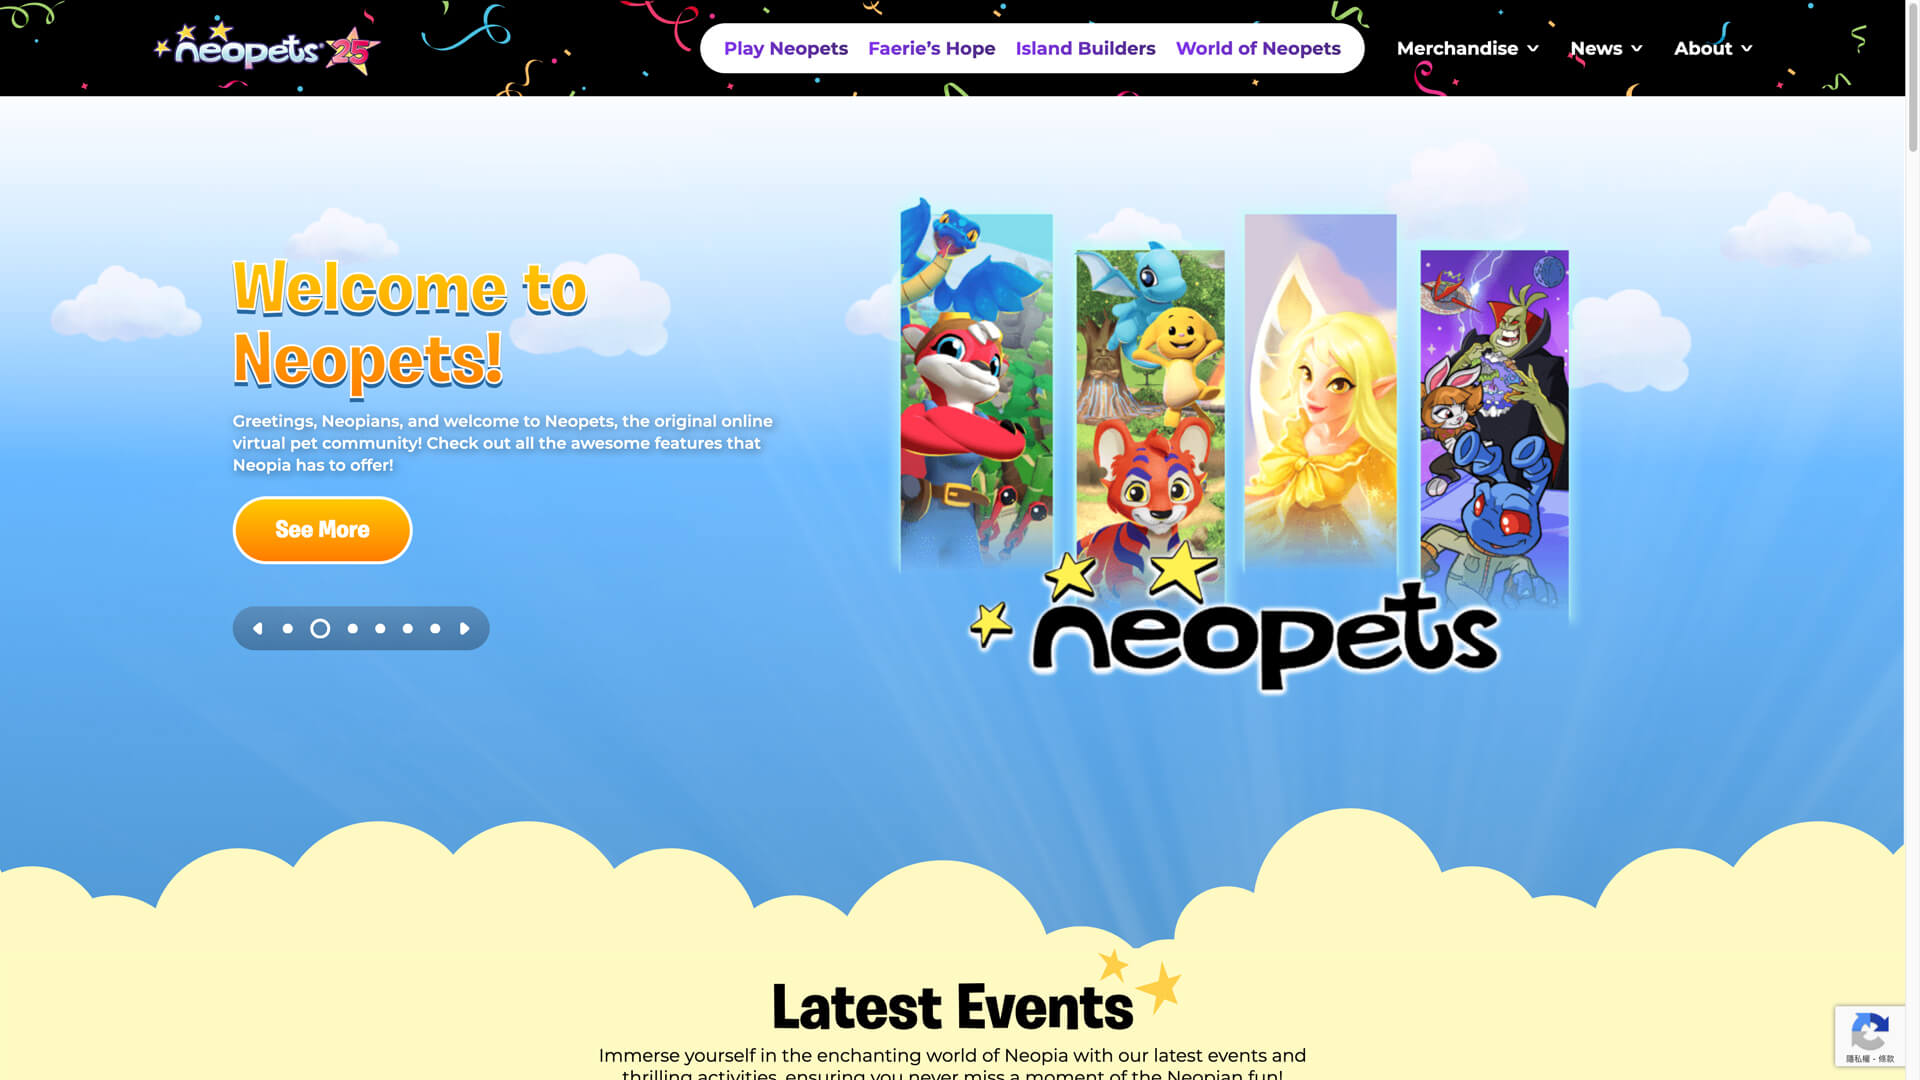 neopets 25
Play Neopets
Faerie's Hope
Island Builders
World of Neopets
Merchandise
News
About
Welcome to
Neopets!
Greetings, Neopians, and welcome to Neopets, the original online
virtual pet community! Check out all the awesome features that
Neopia has to offer!
See More
neopets
Latest Events
Immerse yourself in the enchanting world of Neopia with our latest events and
thrilling activities, ensuring you never miss a moment of the Neopian fun!
隱私權 - 條款